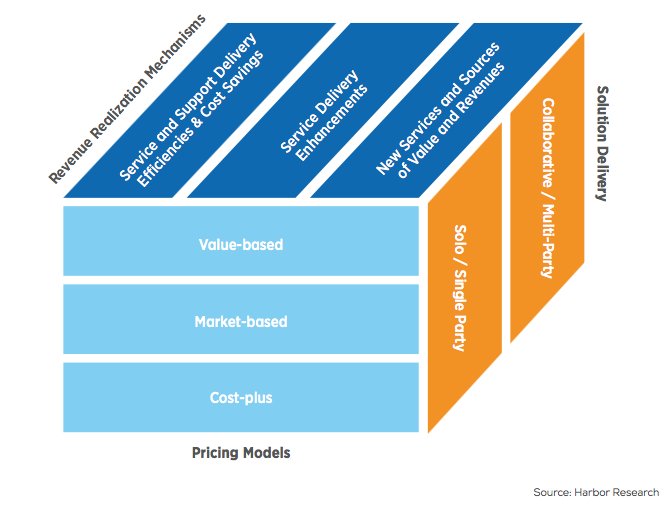 Revenue Realization Mechanisms
Service and Support Delivery
Efficiencies & Cost Savings
Service Delivery
Enhancements
New Services and Sources
of Value and Revenues
Solution Delivery
Collaborative / Multi-Party
Solo / Single Party
Value-based
Market-based
Cost-plus
Pricing Models
Source: Harbor Research